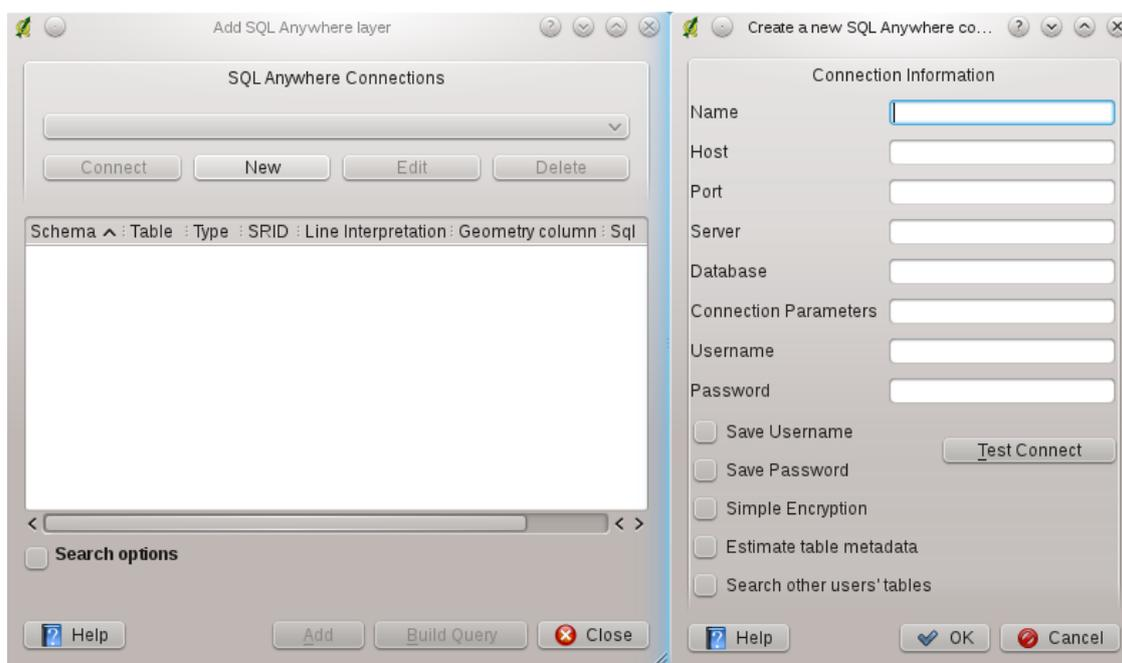 Add SQL Anywhere layer
SQL Anywhere Connections
Connect New Edit Delete
Schema Table Type SRID Line Interpretation Geometry column Sql
Search options
Help Add Build Query Close
Create a new SQL Anywhere co...
Connection Information
Name
Host
Port
Server
Database
Connection Parameters
Username
Password
Save Username
Test Connect
Save Password
Simple Encryption
Estimate table metadata
Search other users' tables
Help OK Cancel